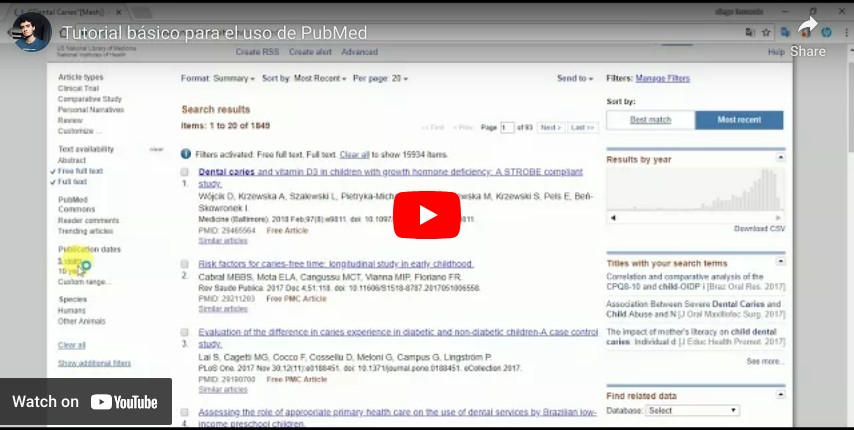 "Dental Caries"[Mesh])
Tutorial básico para el uso de PubMed
Share
US National Library of Medicine
National Institutes of Health
Create RSS Create alert Advanced
Help
Article types
Clinical Trial
Comparative Study
Personal Narratives
Review
Customize ...
Text availability clear
Abstract
Free full text
Full text
PubMed
Commons
Reader comments
Trending articles
Publication dates
5 years
10
Custom range...
Species
Humans
Other Animals
Clear all
Show additional filters
Format: Summary Sort by: Most Recent Per page: 20 Send to
Search results
Items: 1 to 20 of 1849
<< First < Prev Page 1 of 93 Next > Last >>
Filters activated: Free full text, Full text. Clear all to show 15934 items.
Dental caries and vitamin D3 in children with growth hormone deficiency: A STROBE compliant
1. study.
Wójcik D, Krzewska A, Szalewski L, Pietryka-Mich M, Krzewski S, Pels E, Beń-
Skowronek I.
Medicine (Baltimore). 2018 Feb;97(8):e9811. doi: 10.1097
PMID: 29465564 Free Article
Similar articles
Risk factors for caries-free time: longitudinal study in early childhood.
2. Cabral MBBS, Mota ELA, Cangussu MCT, Vianna MIP, Floriano FR.
Rev Saude Publica. 2017 Dec 4;51:118. doi: 10.11606/S1518-8787.2017051006558.
PMID: 29211203 Free PMC Article
Similar articles
Evaluation of the difference in caries experience in diabetic and non-diabetic children-A case control
3. study.
Lai S, Cagetti MG, Cocco F, Cossellu D, Meloni G, Campus G, Lingström P.
PLoS One. 2017 Nov 30;12(11):e0188451. doi: 10.1371/journal.pone.0188451. eCollection 2017.
PMID: 29190700 Free PMC Article
Similar articles
Assessing the role of appropriate primary health care on the use of dental services by Brazilian low-
4. income preschool children.
Filters: Manage Filters
Sort by:
Best match Most recent
Results by year
Download CSV
Titles with your search terms
Correlation and comparative analysis of the
CPQ8-10 and child-OIDP i [Braz Oral Res. 2017]
Association Between Severe Dental Caries and
Child Abuse and N [J Oral Maxillofac Surg. 2017]
The impact of mother's literacy on child dental
caries: Individual d [J Educ Health Promot. 2017]
See more...
Find related data
Database: Select
Watch on YouTube